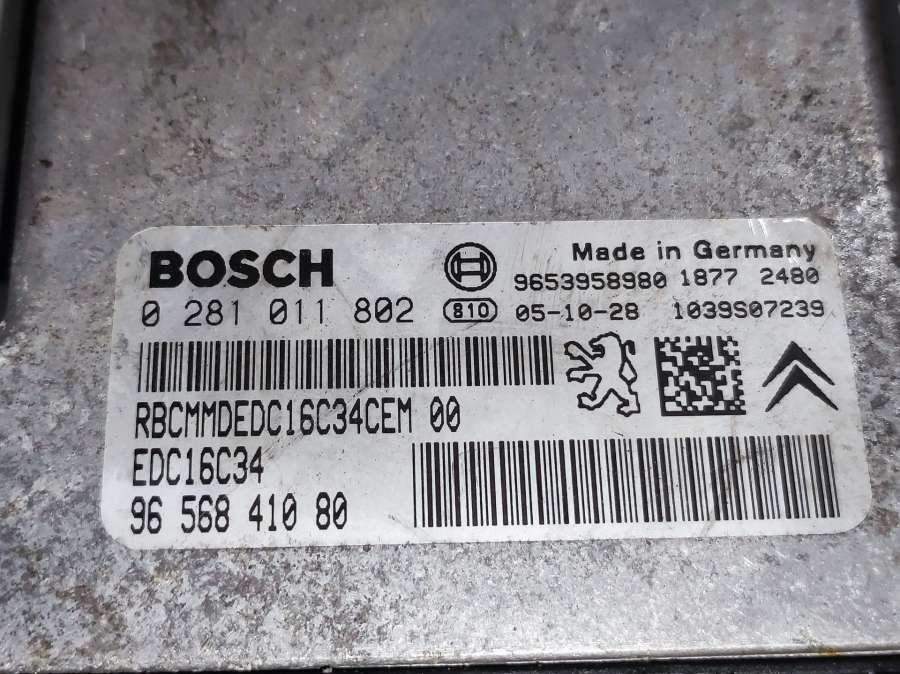 BOSCH
Made in Germany
9653958980 1877 2480
0 281 011 802 810 05-10-28 1039S07239
RBCMMDEDC16C34CEM 00
EDC16C34
96 568 410 80